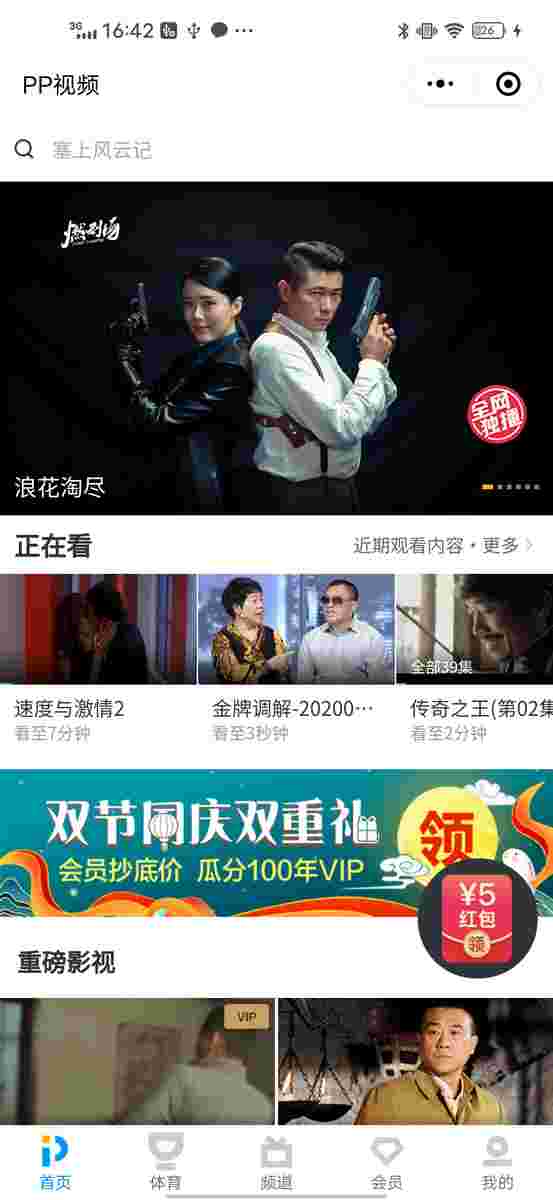 3G
16:42
26
PP视频
塞上风云记
燃剧场
全网
独播
浪花淘尽
正在看
近期观看内容・更多
全部39集
速度与激情2
金牌调解-20200…
传奇之王(第02集
看至7分钟
看至3秒钟
看至2分钟
双节同庆双重礼
领
会员抄底价 瓜分100年VIP
¥5
红包
领
重磅影视
VIP
首页
体育
频道
会员
我的